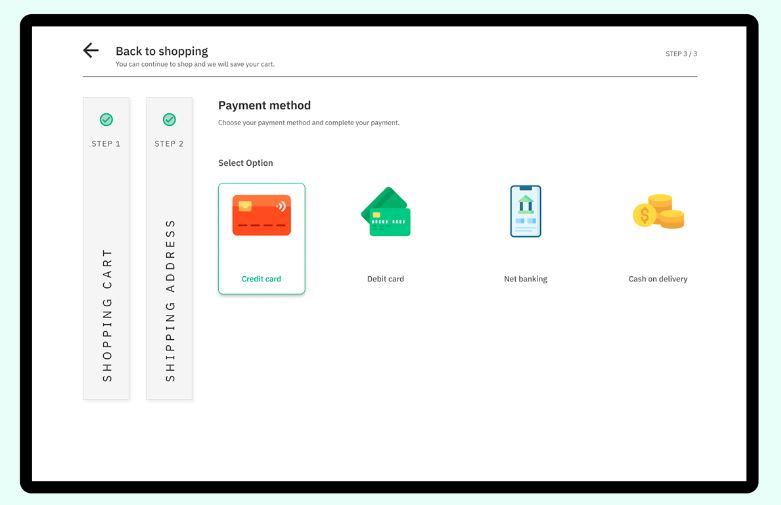 Back to shopping
You can continue to shop and we will save your cart.
STEP 3 / 3
STEP 1
SHOPPING CART
STEP 2
SHIPPING ADDRESS
Payment method
Choose your payment method and complete your payment.
Select Option
Credit card
Debit card
Net banking
Cash on delivery
$